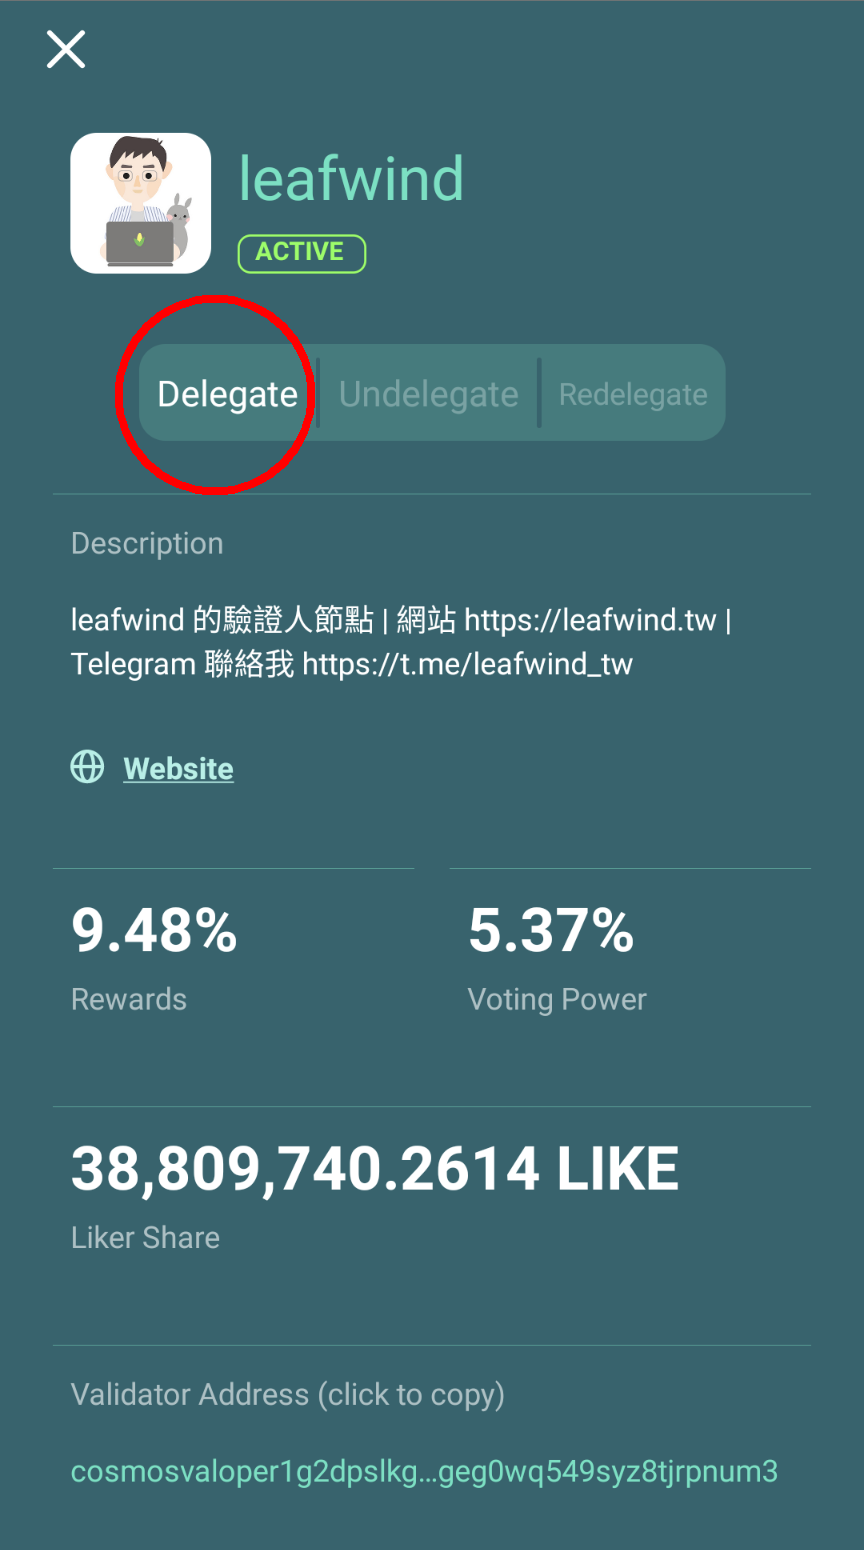 leafwind
ACTIVE
Delegate
Undelegate
Redelegate
Description
leafwind 的驗證人節點 | 網站 https://leafwind.tw |
Telegram 聯絡我 https://t.me/leafwind_tw
Website
9.48%
Rewards
5.37%
Voting Power
38,809,740.2614 LIKE
Liker Share
Validator Address (click to copy)
cosmosvaloper1g2dpslkg...geg0wq549syz8tjrpnum3